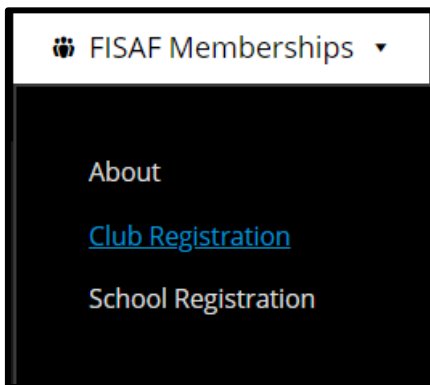 FISAF Memberships
About
Club Registration
School Registration